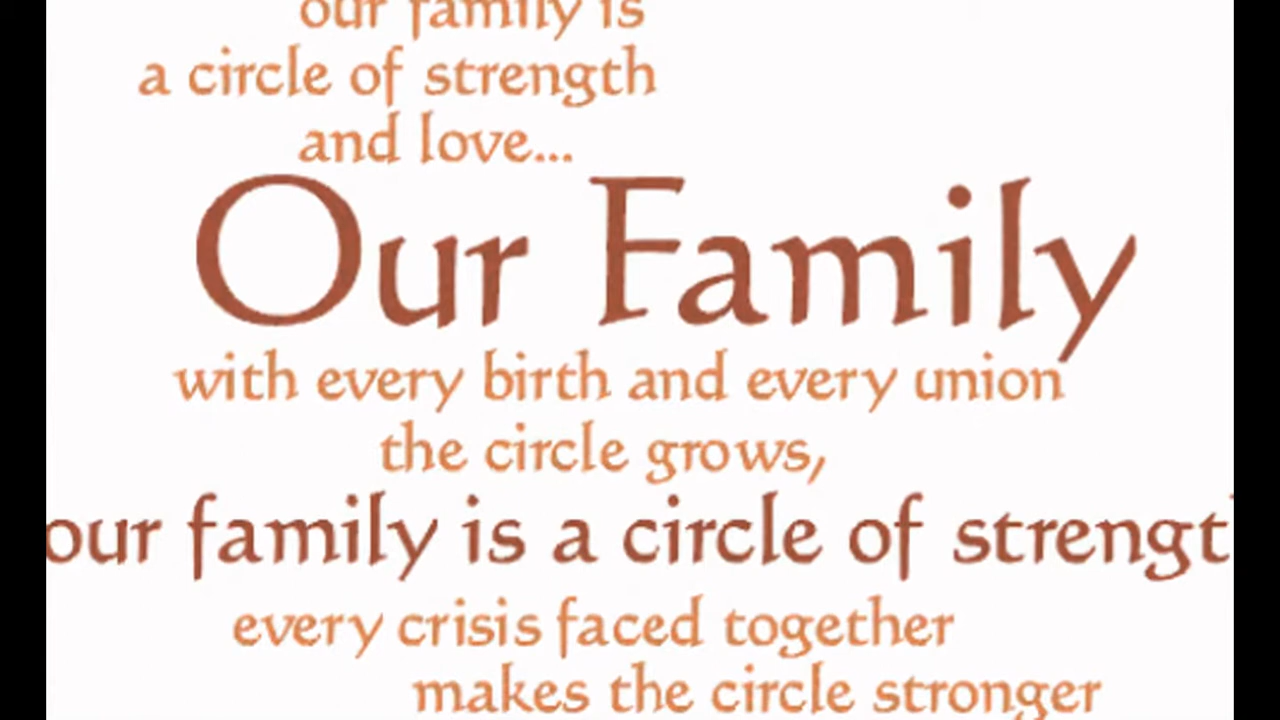 our family is
a circle of strength
and love...
Our Family
with every birth and every union
the circle grows,
our family is a circle of strengt
every crisis faced together
makes the circle stronger